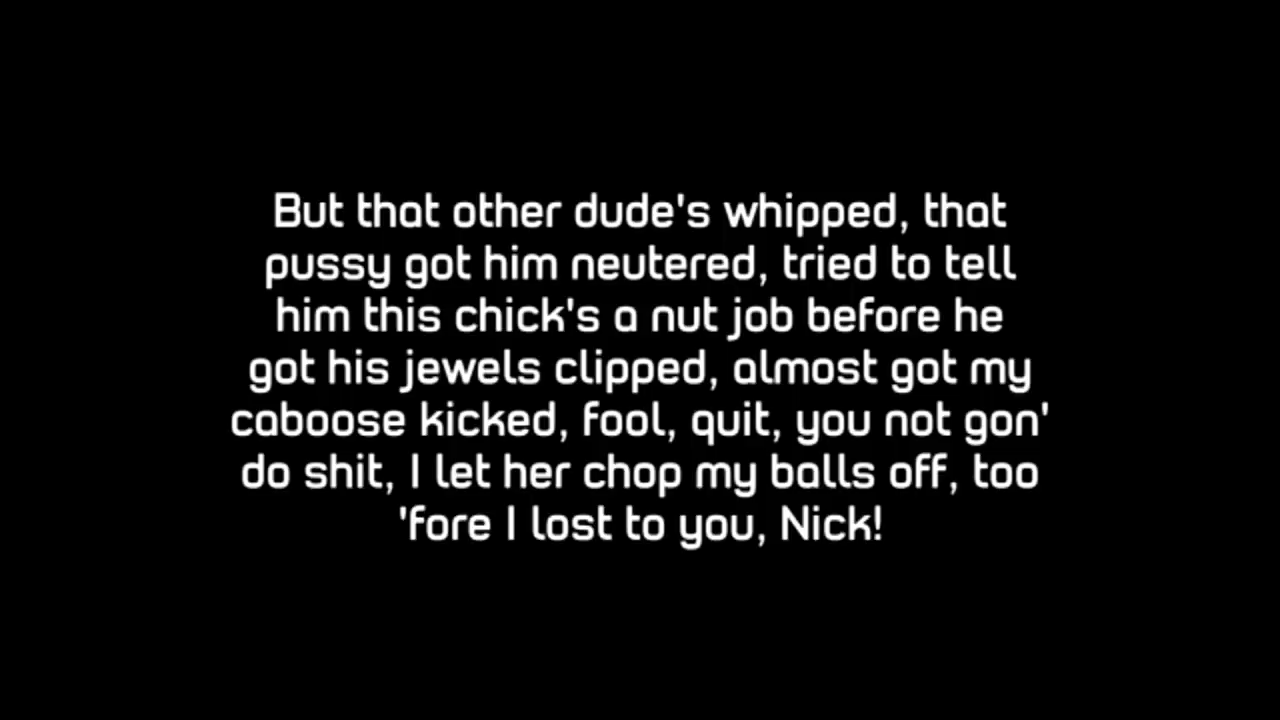 But that other dude's whipped, that
pussy got him neutered, tried to tell
him this chick's a nut job before he
got his jewels clipped, almost got my
caboose kicked, fool, quit, you not gon'
do shit, I let her chop my balls off, too
'fore I lost to you, Nick!